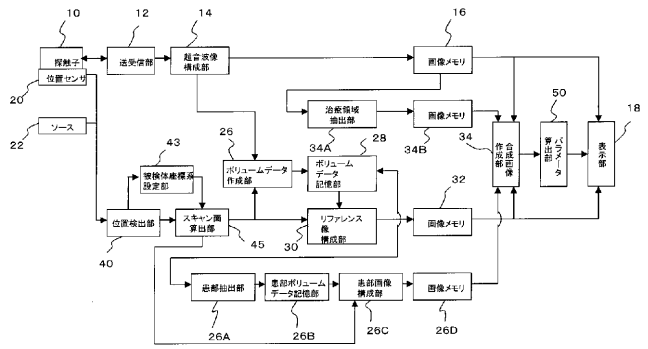 10
12
14
16
探触子
送受信部
超音波像
構成部
画像メモリ
位置センサ
20
ソース
22
治療領域
抽出部
34A
画像メモリ
34B
34
合成画像
作成部
50
パラメータ
算出部
18
表示部
26
ボリュームデータ
作成部
28
ボリューム
データ
記憶部
43
被検体座標系
設定部
32
位置検出部
40
スキャン面
算出部
45
リファレンス
像
構成部
30
画像メモリ
患部抽出部
26A
患部ボリューム
データ記憶部
26B
患部画像
構成部
26C
画像メモリ
26D